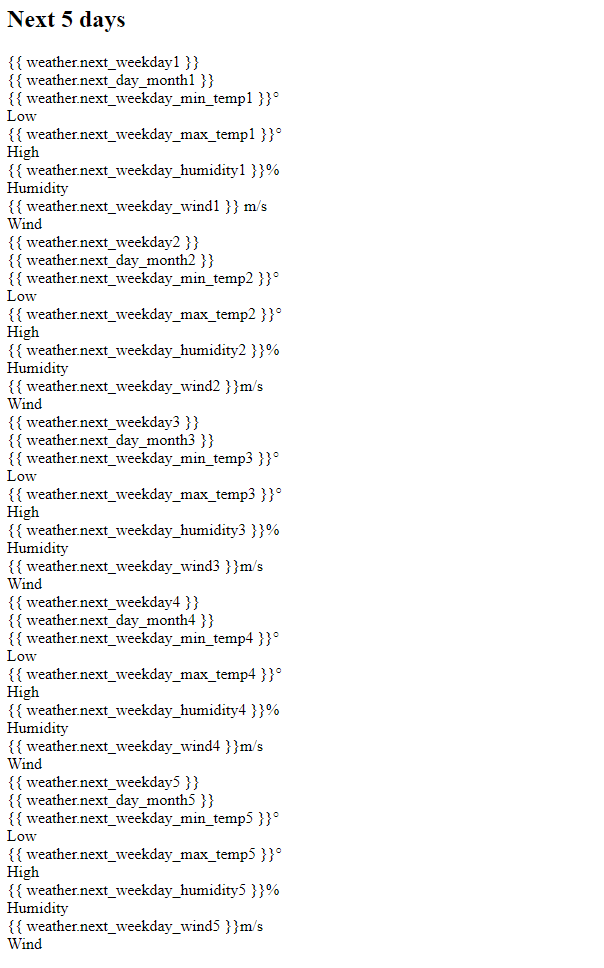 Next 5 days
{{ weather.next_weekday1 }}
{{ weather.next_day_month1 }}
{{ weather.next_weekday_min_temp1 }}°
Low
{{ weather.next_weekday_max_temp1 }}°
High
{{ weather.next_weekday_humidity1 }}%
Humidity
{{ weather.next_weekday_wind1 }} m/s
Wind
{{ weather.next_weekday2 }}
{{ weather.next_day_month2 }}
{{ weather.next_weekday_min_temp2 }}°
Low
{{ weather.next_weekday_max_temp2 }}°
High
{{ weather.next_weekday_humidity2 }}%
Humidity
{{ weather.next_weekday_wind2 }}m/s
Wind
{{ weather.next_weekday3 }}
{{ weather.next_day_month3 }}
{{ weather.next_weekday_min_temp3 }}°
Low
{{ weather.next_weekday_max_temp3 }}°
High
{{ weather.next_weekday_humidity3 }}%
Humidity
{{ weather.next_weekday_wind3 }}m/s
Wind
{{ weather.next_weekday4 }}
{{ weather.next_day_month4 }}
{{ weather.next_weekday_min_temp4 }}°
Low
{{ weather.next_weekday_max_temp4 }}°
High
{{ weather.next_weekday_humidity4 }}%
Humidity
{{ weather.next_weekday_wind4 }}m/s
Wind
{{ weather.next_weekday5 }}
{{ weather.next_day_month5 }}
{{ weather.next_weekday_min_temp5 }}°
Low
{{ weather.next_weekday_max_temp5 }}°
High
{{ weather.next_weekday_humidity5 }}%
Humidity
{{ weather.next_weekday_wind5 }}m/s
Wind